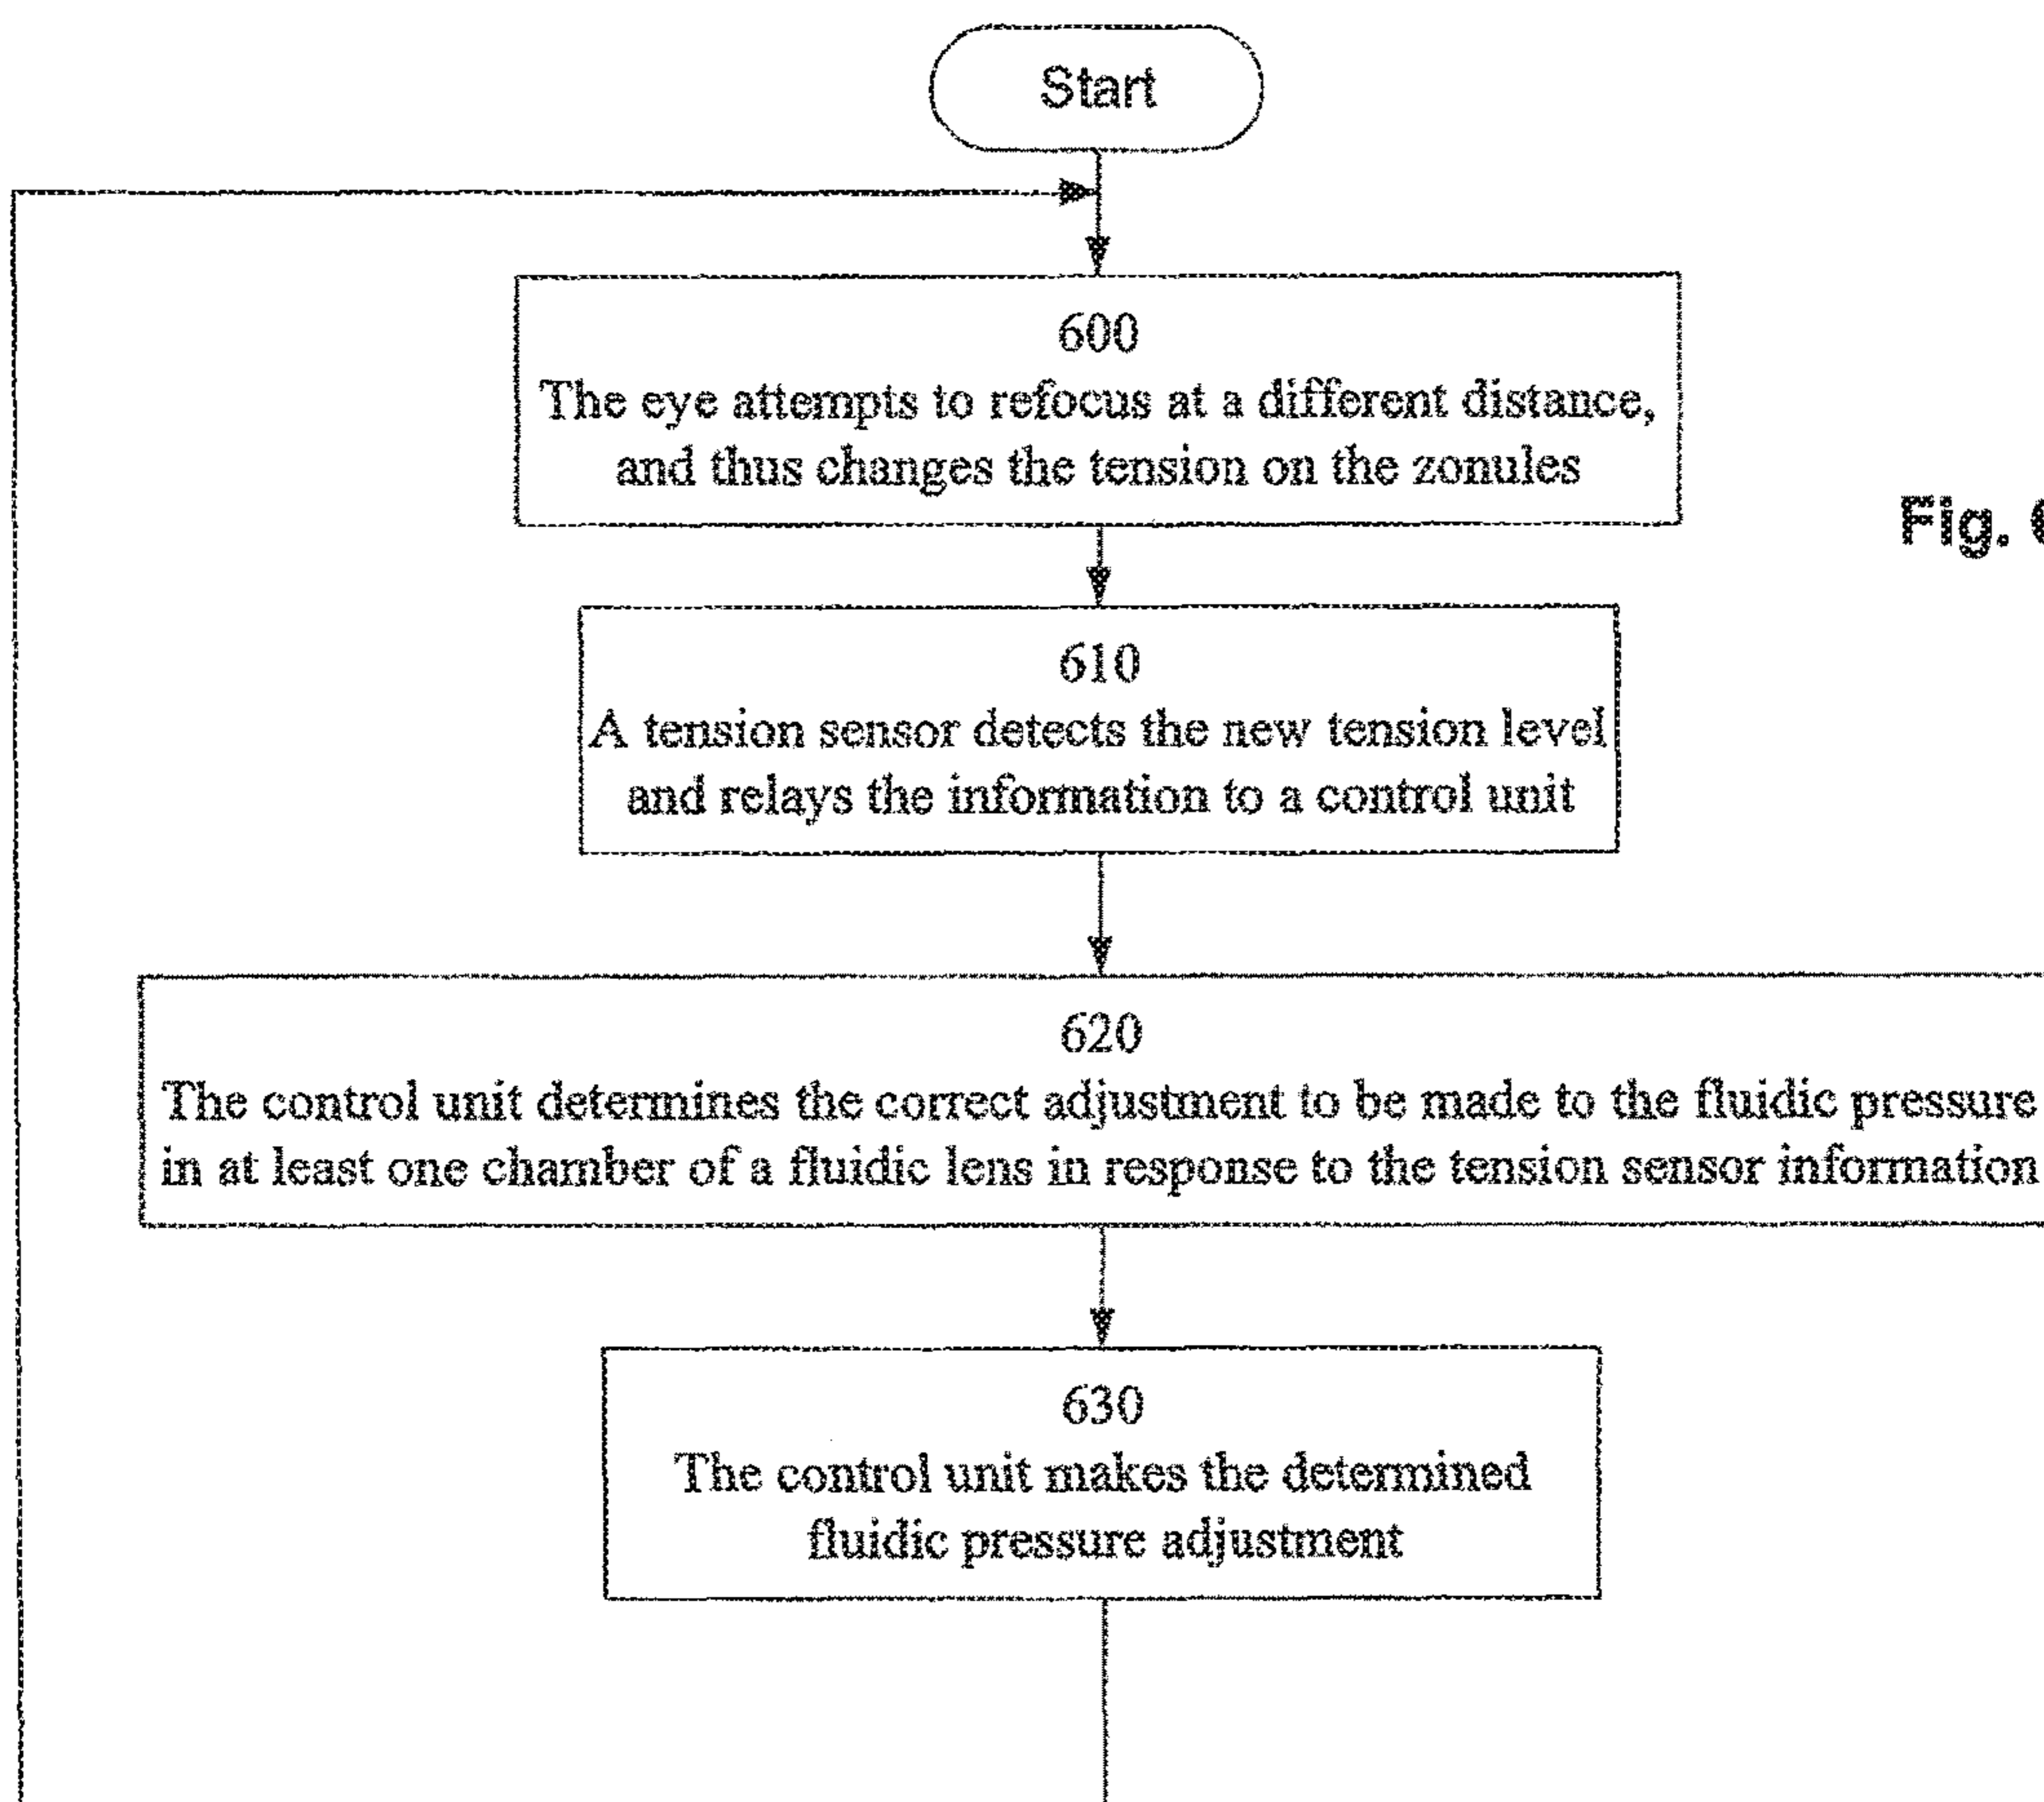 Start
600
The eye attempts to refocus at a different distance,
and thus changes the tension on the zonules
Fig.
610
A tension sensor detects the new tension level
and relays the information to a control unit
620
The control unit determines the correct adjustment to be made to the fluidic pressure
in at least one chamber of a fluidic lens in response to the tension sensor information
630
The control unit makes the determined
fluidic pressure adjustment